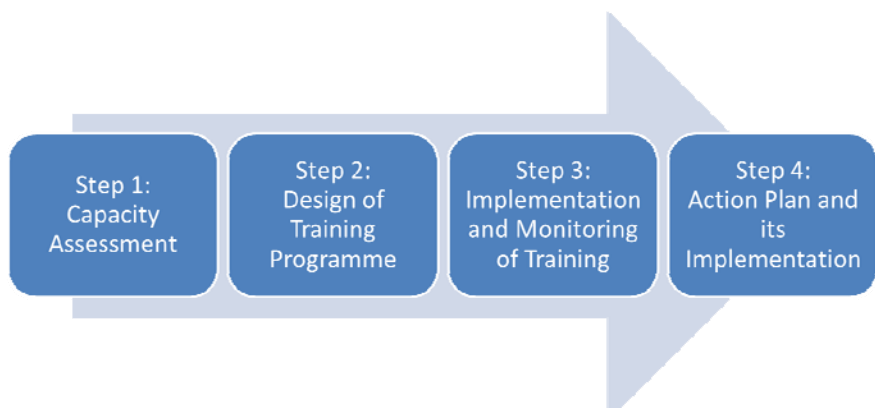 Step 1:
Capacity
Assessment
Step 2:
Design of
Training
Programme
Step 3:
Implementation
and Monitoring
of Training
Step 4:
Action Plan and
its
Implementation